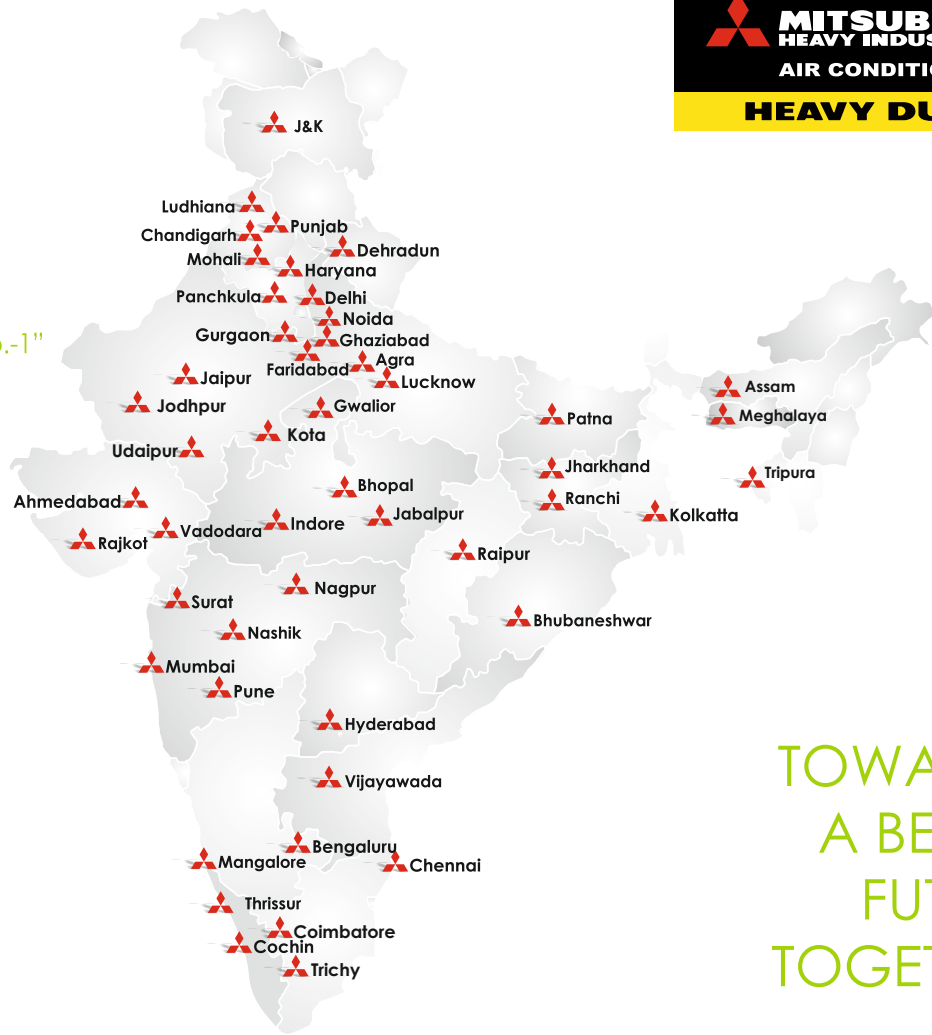 MITSUB
HEAVY INDUS
AIR CONDITIO
HEAVY DU
J&K
Ludhiana
Punjab
Chandigarh
Dehradun
Mohali
Haryana
Panchkula
Delhi
Noida
Gurgaon
Ghaziabad
.-1”
Faridabad
Agra
Jaipur
Lucknow
Jodhpur
Gwalior
Patna
Assam
Meghalaya
Kota
Udaipur
Jharkhand
Tripura
Bhopal
Ranchi
Ahmedabad
Jabalpur
Kolkatta
Vadodara
Indore
Rajkot
Raipur
Nagpur
Surat
Bhubaneshwar
Nashik
Mumbai
Pune
Hyderabad
Vijayawada
TOWA
A BE
FUT
TOGET
Bengaluru
Mangalore
Chennai
Thrissur
Coimbatore
Cochin
Trichy